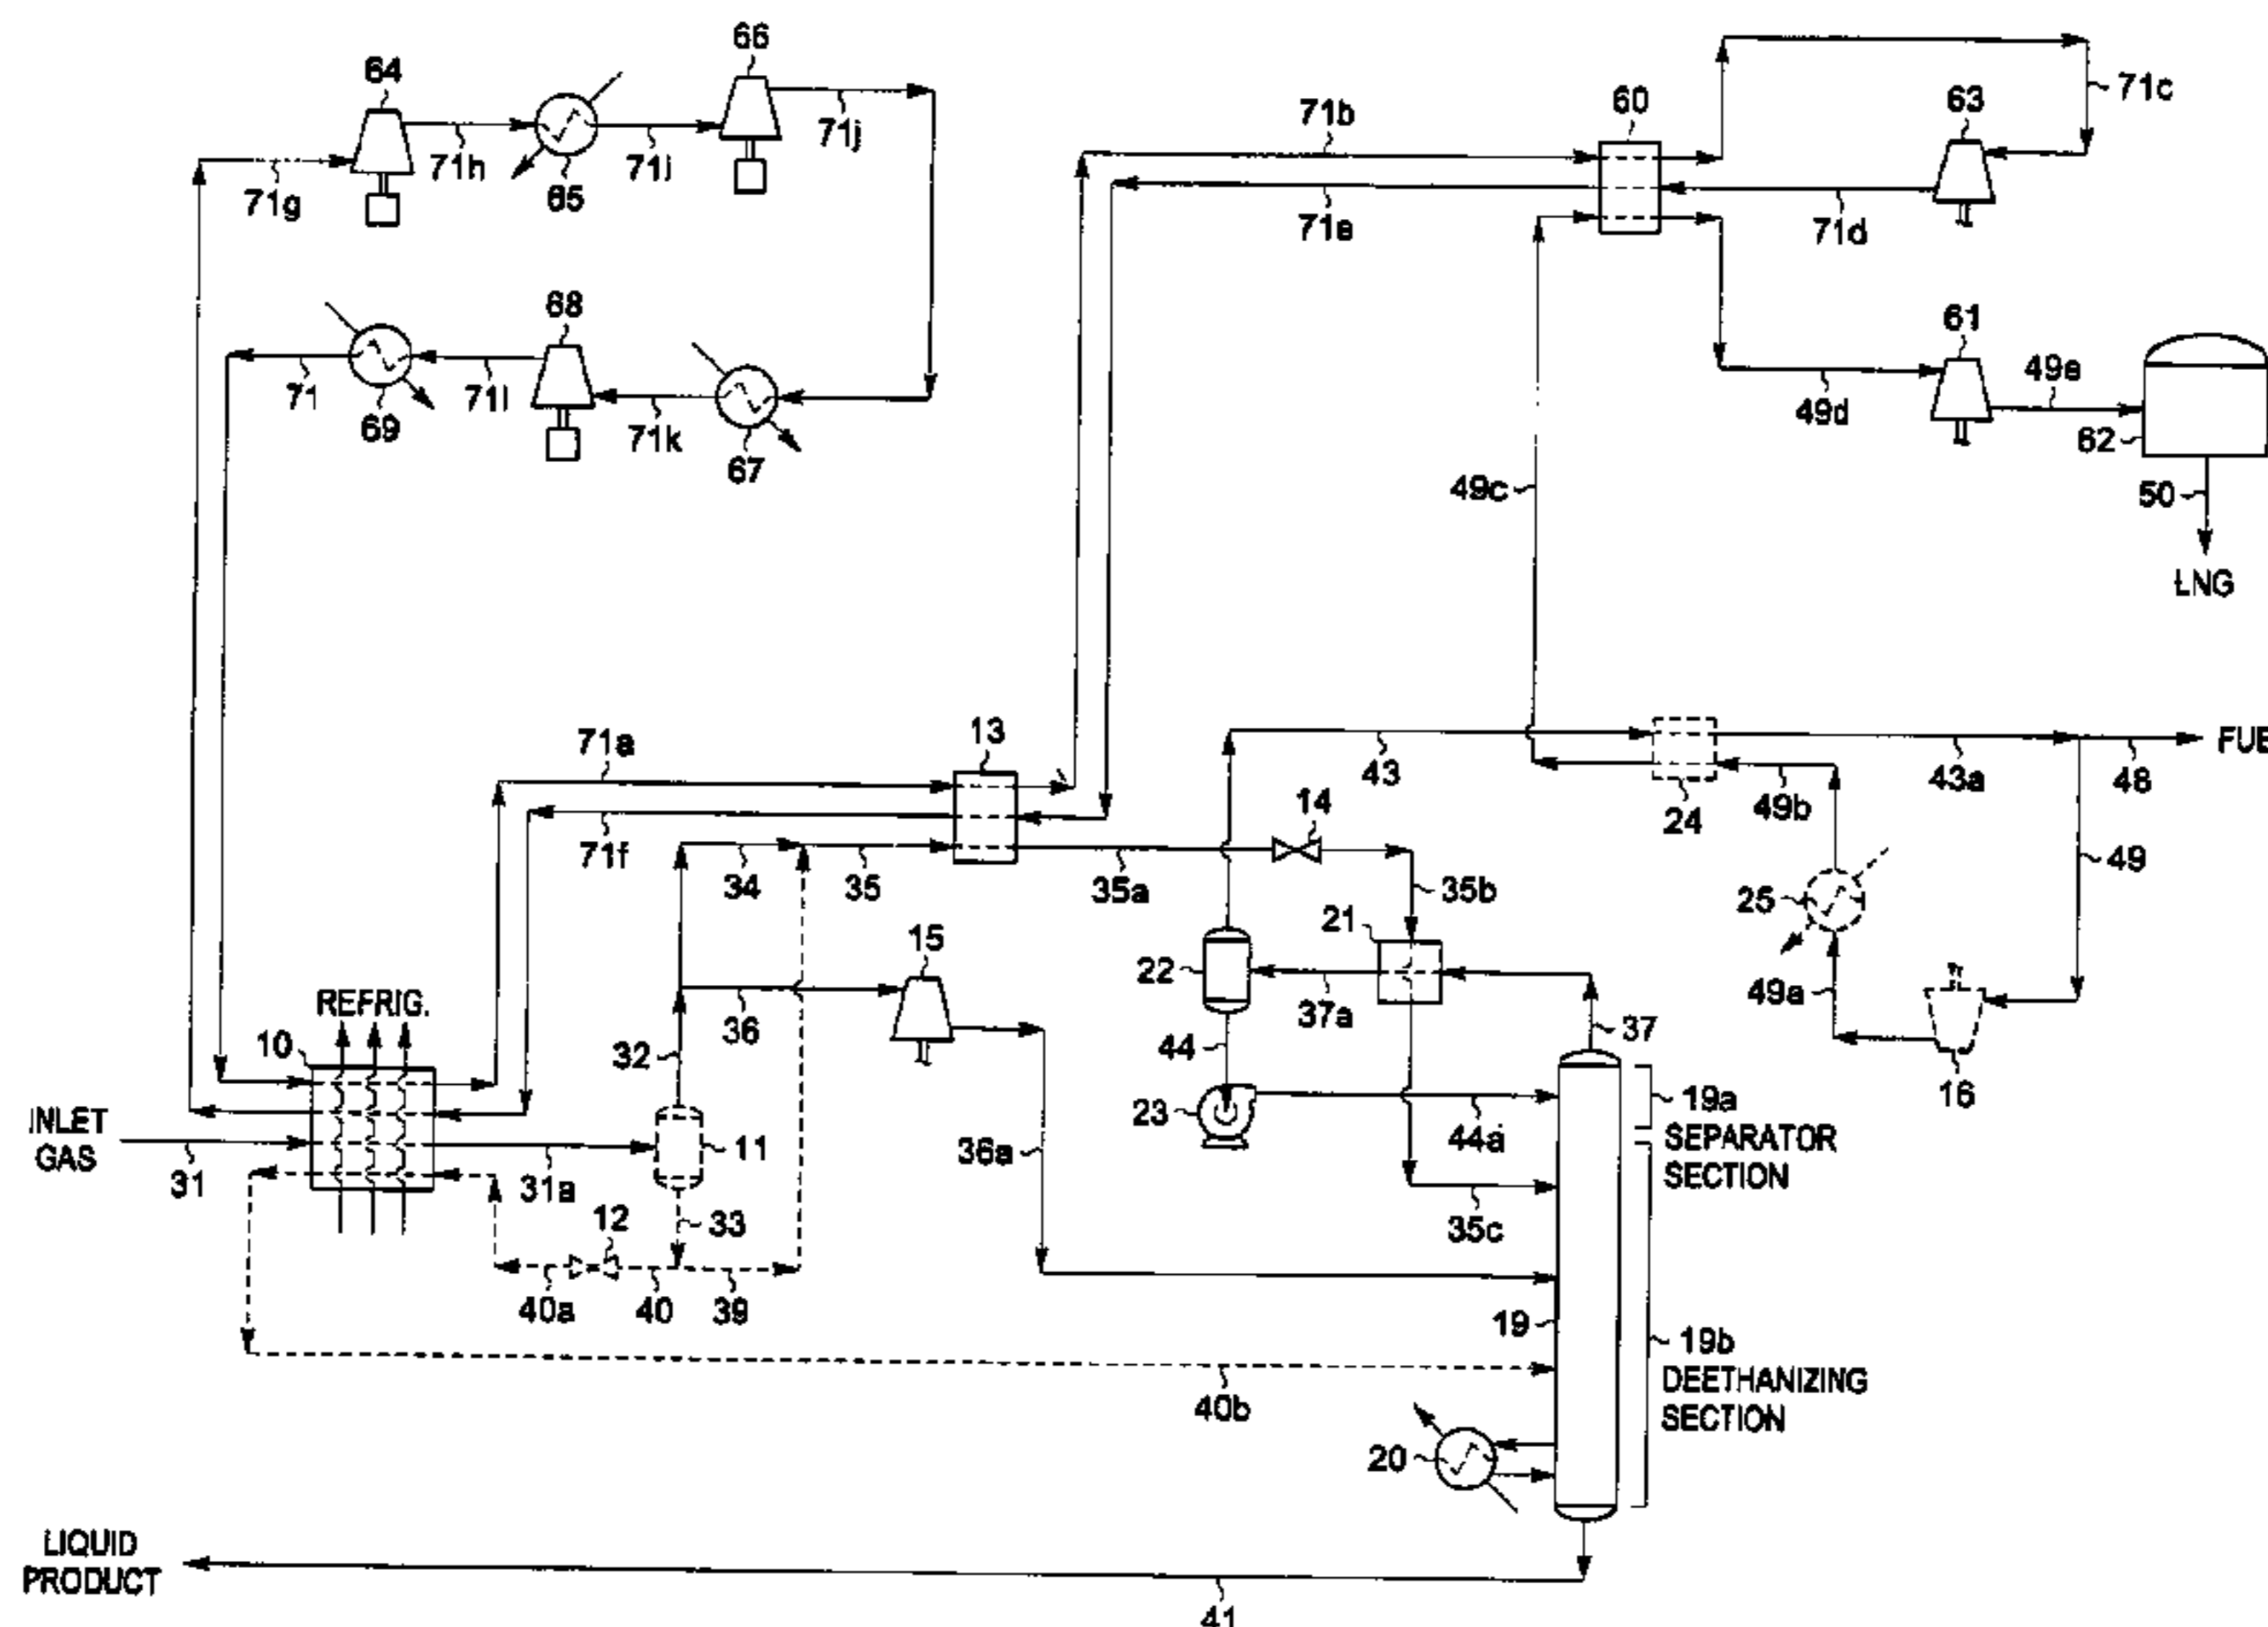 66
64
71c
60
63
71b
71h
71i
71j
65
71g
71e
71d
68
61
49e
71
71l
49d
69
71k
62
67
49c
50
LNG
13
71a
FUE
43
43a
48
14
49b
24
71f
49
34
35
35a
35b
25
21
15
22
REFRIG.
49a
37a
10
36
37
32
44
16
23
19a
INLET
GAS
11
44a
SEPARATOR
SECTION
36a
31
31a
12
33
35c
40a
40
39
19
19b
DEETHANIZING
SECTION
40b
20
LIQUID
PRODUCT
41